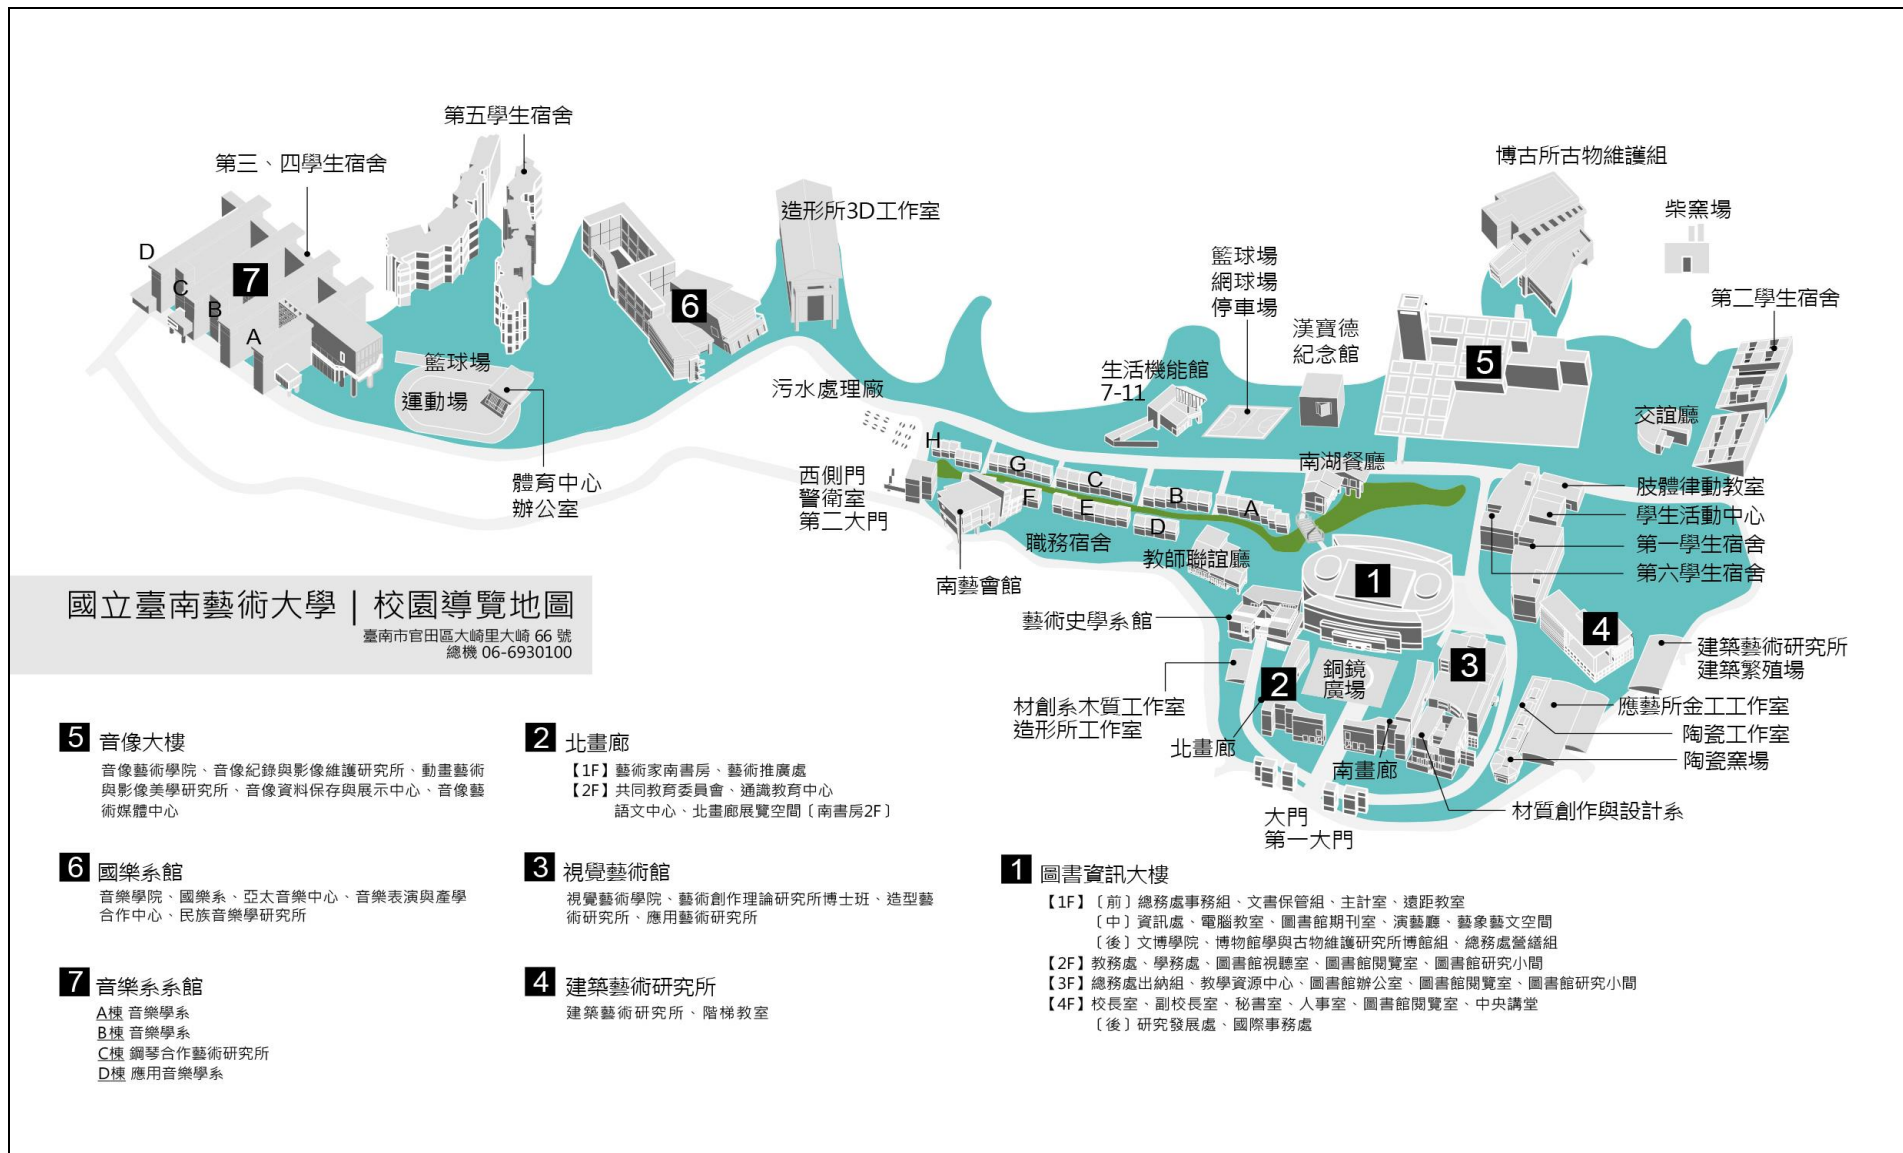 第五學生宿舍
第三、四學生宿舍
博古所古物維護組
造形所3D工作室
柴窯場
D
7
C
B
A
6
籃球場
網球場
停車場
第二學生宿舍
漢寶德
紀念館
5
籃球場
運動場
生活機能館
7-11
污水處理廠
交誼廳
體育中心
辦公室
H
G
C
B
A
F
E
D
南湖餐廳
西側門
警衛室
第二大門
肢體律動教室
學生活動中心
第一學生宿舍
第六學生宿舍
職務宿舍
教師聯誼廳
南藝會館
1
藝術史學系館
4
國立臺南藝術大學 | 校園導覽地圖
臺南市官田區大崎里大崎 66 號
總機 06-6930100
建築藝術研究所
建築繁殖場
3
2
銅鏡
廣場
材創系木質工作室
造形所工作室
應藝所金工工作室
陶瓷工作室
陶瓷窯場
北畫廊
南畫廊
大門
第一大門
材質創作與設計系
5 音像大樓
音像藝術學院、音像紀錄與影像維護研究所、動畫藝術
與影像美學研究所、音像資料保存與展示中心、音像藝
術媒體中心
6 國樂系館
音樂學院、國樂系、亞太音樂中心、音樂表演與產學
合作中心、民族音樂學研究所
7 音樂系系館
A棟 音樂學系
B棟 音樂學系
C棟 鋼琴合作藝術研究所
D棟 應用音樂學系
2 北畫廊
【1F】藝術家南書房、藝術推廣處
【2F】共同教育委員會、通識教育中心
語文中心、北畫廊展覽空間〔南書房2F〕
3 視覺藝術館
視覺藝術學院、藝術創作理論研究所博士班、造型藝
術研究所、應用藝術研究所
4 建築藝術研究所
建築藝術研究所、階梯教室
1 圖書資訊大樓
【1F】〔前〕總務處事務組、文書保管組、主計室、遠距教室
〔中〕資訊處、電腦教室、圖書館期刊室、演藝廳、藝象藝文空間
〔後〕文博學院、博物館學與古物維護研究所博館組、總務處營繕組
【2F】教務處、學務處、圖書館視聽室、圖書館閱覽室、圖書館研究小間
【3F】總務處出納組、教學資源中心、圖書館辦公室、圖書館閱覽室、圖書館研究小間
【4F】校長室、副校長室、秘書室、人事室、圖書館閱覽室、中央講堂
〔後〕研究發展處、國際事務處